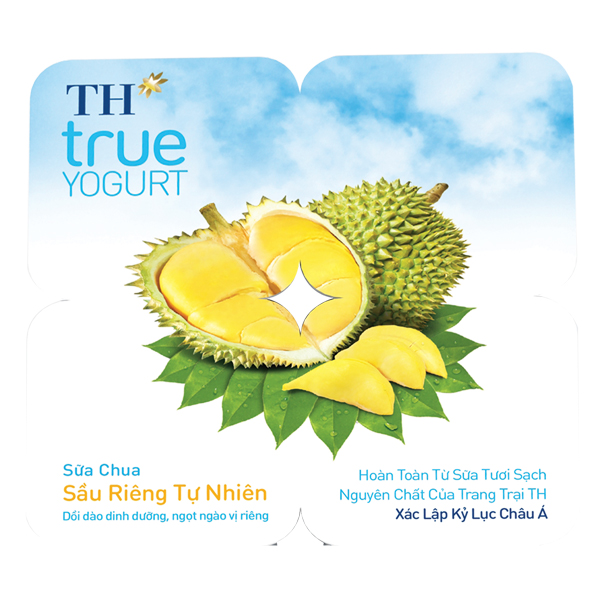 TH
true
YOGURT
Sữa Chua
Sầu Riêng Tự Nhiên
Dồi dào dinh dưỡng, ngọt ngào vị riêng
Hoàn Toàn Từ Sữa Tươi Sạch
Nguyên Chất Của Trang Trại TH
Xác Lập Kỷ Lục Châu Á